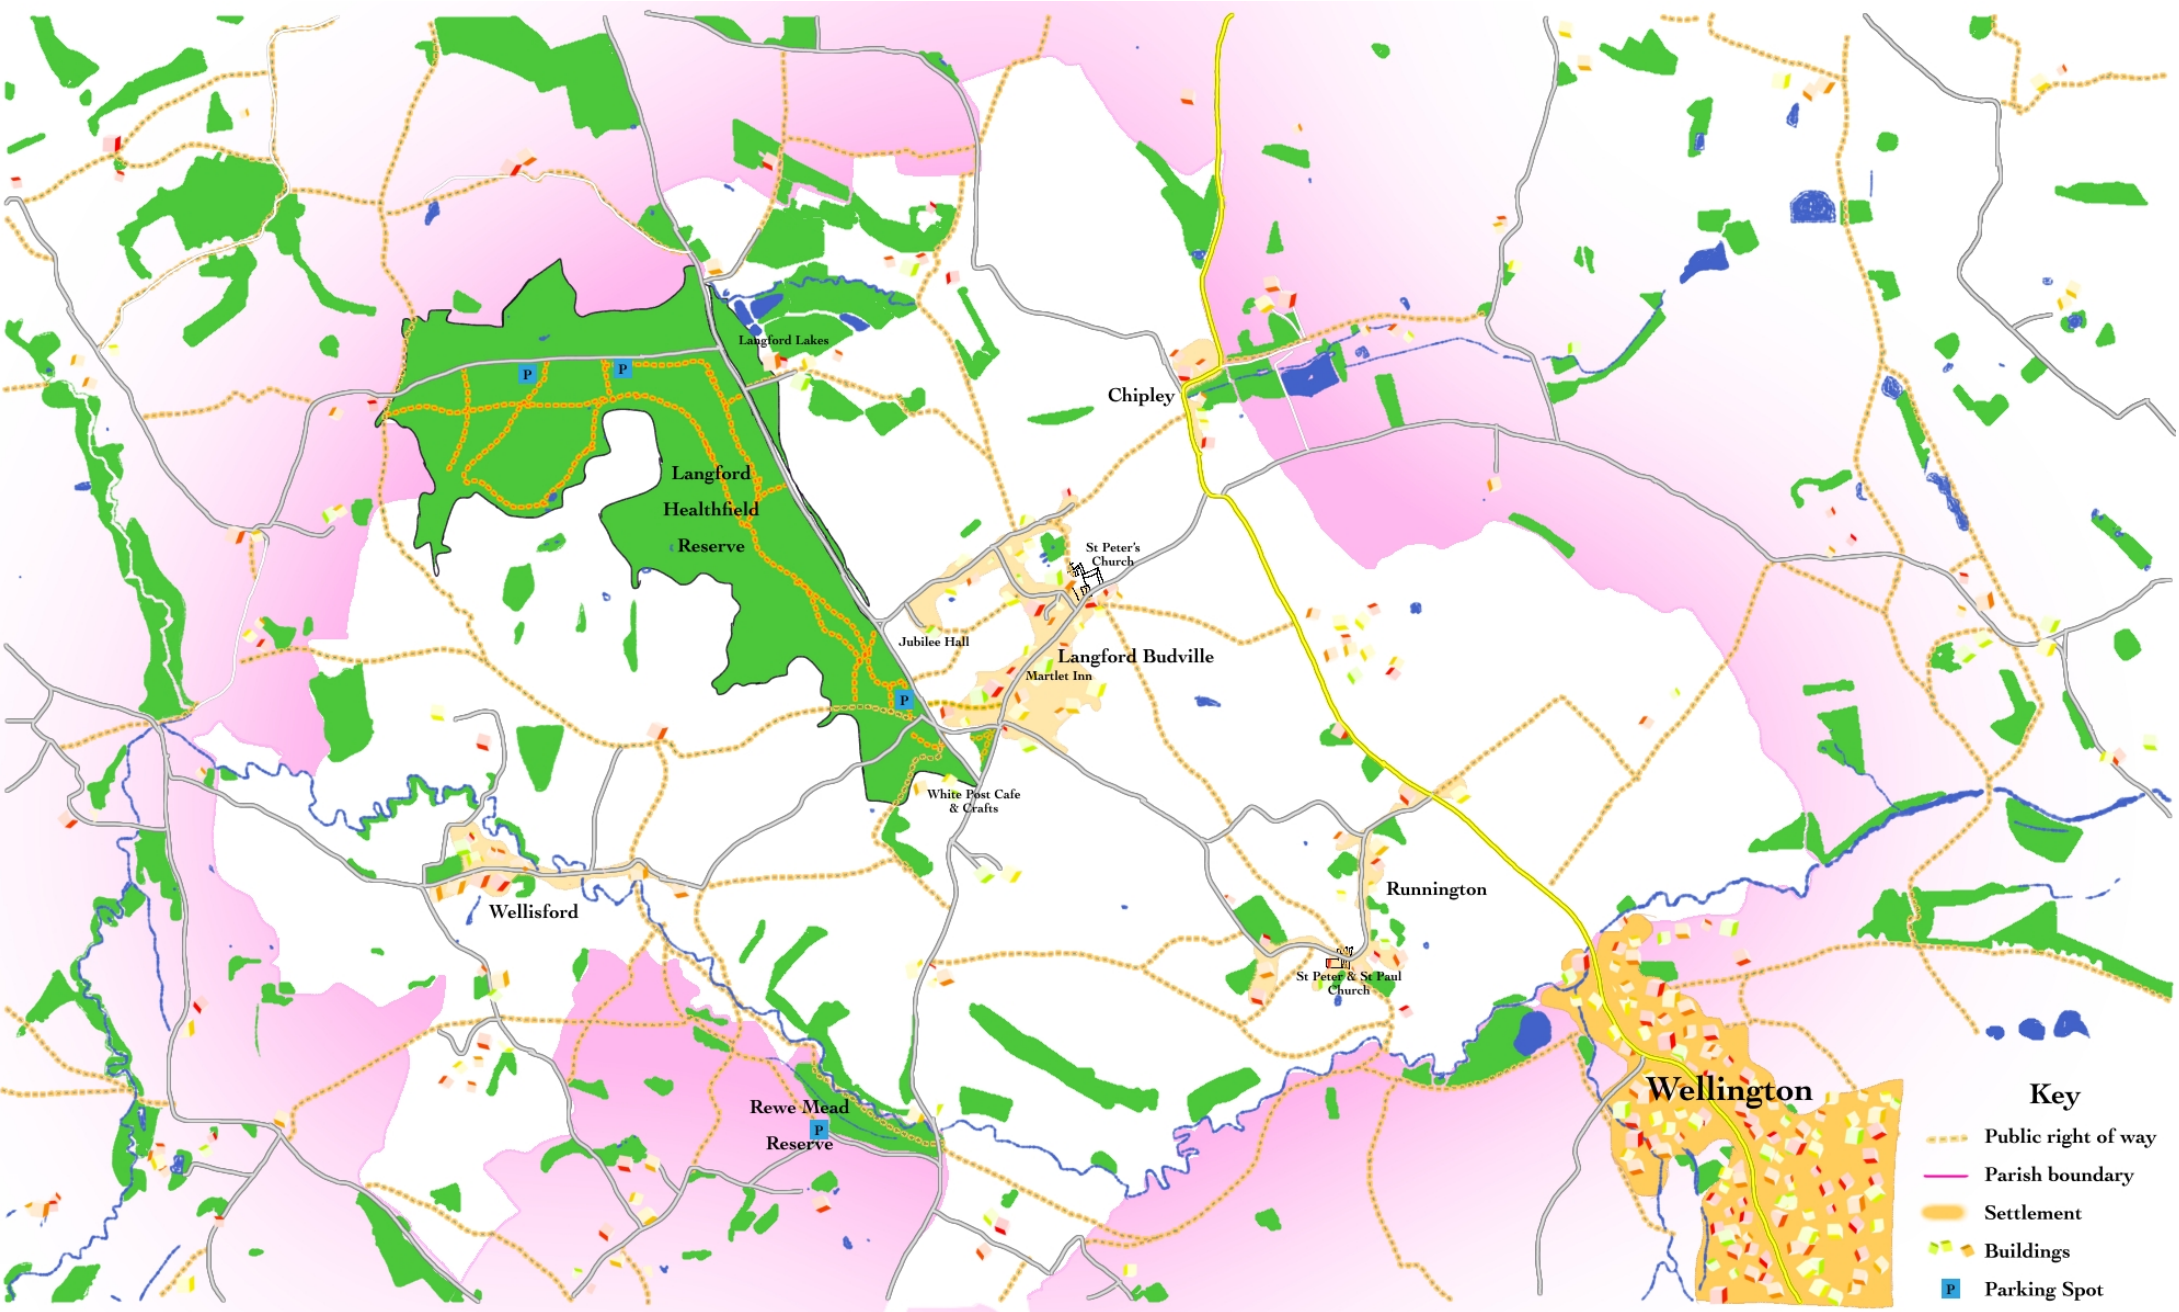 Langford Lakes
P
P
Chipley
Langford
Healthfield
Reserve
St Peter's
Church
Jubilee Hall
Langford Budville
Martlet Inn
P
White Post Cafe
& Crafts
Runnington
Wellisford
St Peter & St Paul
Church
Wellington
Rewe Mead
P
Reserve
Key
Public right of way
Parish boundary
Settlement
Buildings
P Parking Spot